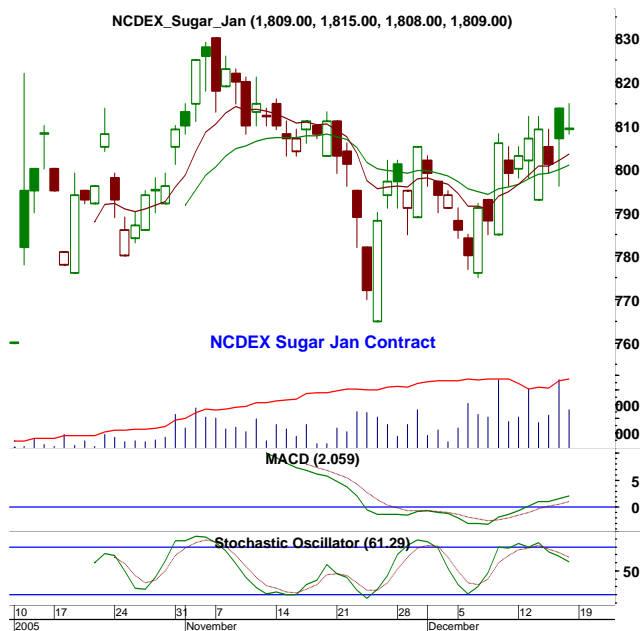 NCDEX_Sugar_Jan (1,809.00, 1,815.00, 1,808.00, 1,809.00)
830
820
810
800
790
780
770
760
NCDEX Sugar Jan Contract
000
000
MACD (2.059)
5
0
Stochastic Oscillator (61.29)
50
10 17 24 31 7 14 21 28 5 12 19
2005 November December